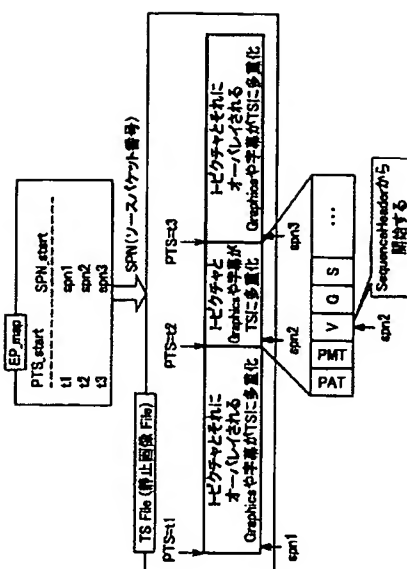 EP_map
PTS_start SPN_start
t1 spn1
t2 spn2
t3 spn3
SPN(ソースパケット番号)
TS File(静止画像 File)
PTS=t1
PTS=t2
PTS=t3
I-ピクチャとそれに
オーバレイされる
Graphicsや字幕がTSに多重化
I-ピクチャと
Graphicsや字幕が
TSに多重化
I-ピクチャとそれに
オーバレイされる
Graphicsや字幕がTSに多重化
spn1
spn2
spn3
PAT
PMT
V
G
S
…
spn2
SequenceHeaderから
開始する